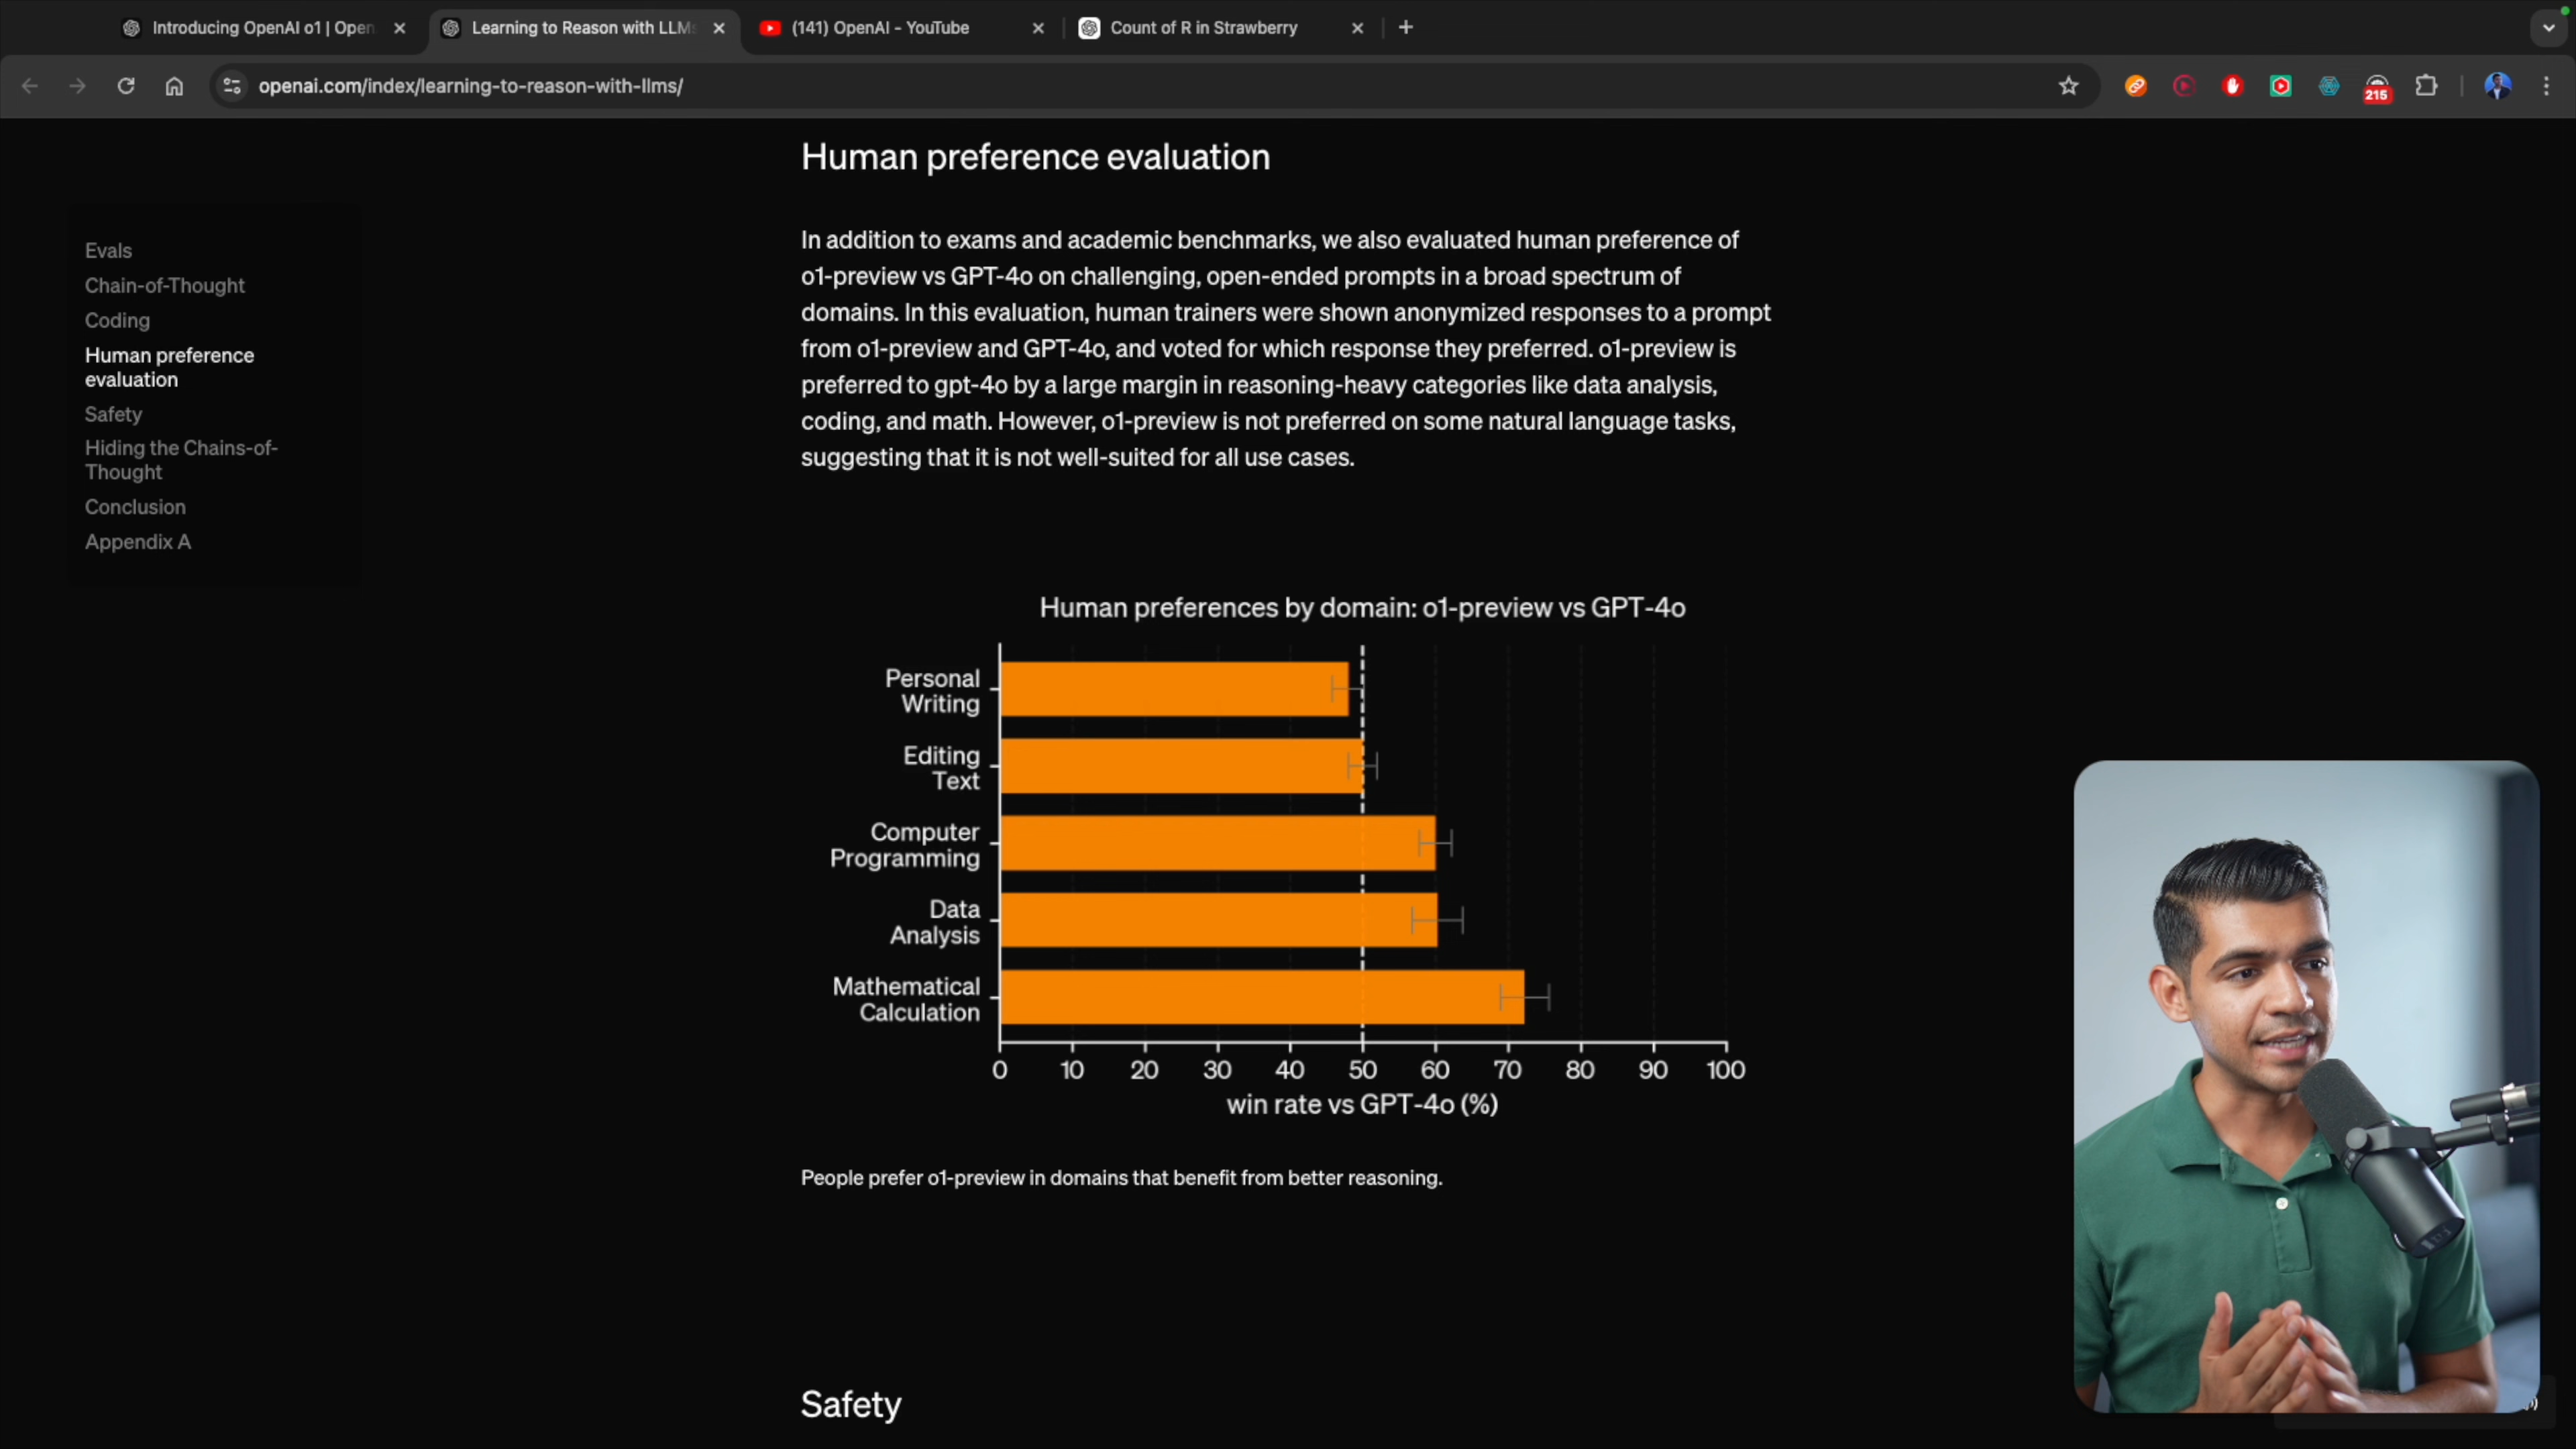 Introducing OpenAI o1 | Open
Learning to Reason with LLMs
(141) OpenAI - YouTube
Count of R in Strawberry
openai.com/index/learning-to-reason-with-llms/
215
Evals
Chain-of-Thought
Coding
Human preference
evaluation
Safety
Hiding the Chains-of-
Thought
Conclusion
Appendix A
Human preference evaluation
In addition to exams and academic benchmarks, we also evaluated human preference of
o1-preview vs GPT-4o on challenging, open-ended prompts in a broad spectrum of
domains. In this evaluation, human trainers were shown anonymized responses to a prompt
from o1-preview and GPT-4o, and voted for which response they preferred. o1-preview is
preferred to gpt-4o by a large margin in reasoning-heavy categories like data analysis,
coding, and math. However, o1-preview is not preferred on some natural language tasks,
suggesting that it is not well-suited for all use cases.
Human preferences by domain: o1-preview vs GPT-4o
Personal
Writing
Editing
Text
Computer
Programming
Data
Analysis
Mathematical
Calculation
0 10 20 30 40 50 60 70 80 90 100
win rate vs GPT-4o (%)
People prefer o1-preview in domains that benefit from better reasoning.
Safety